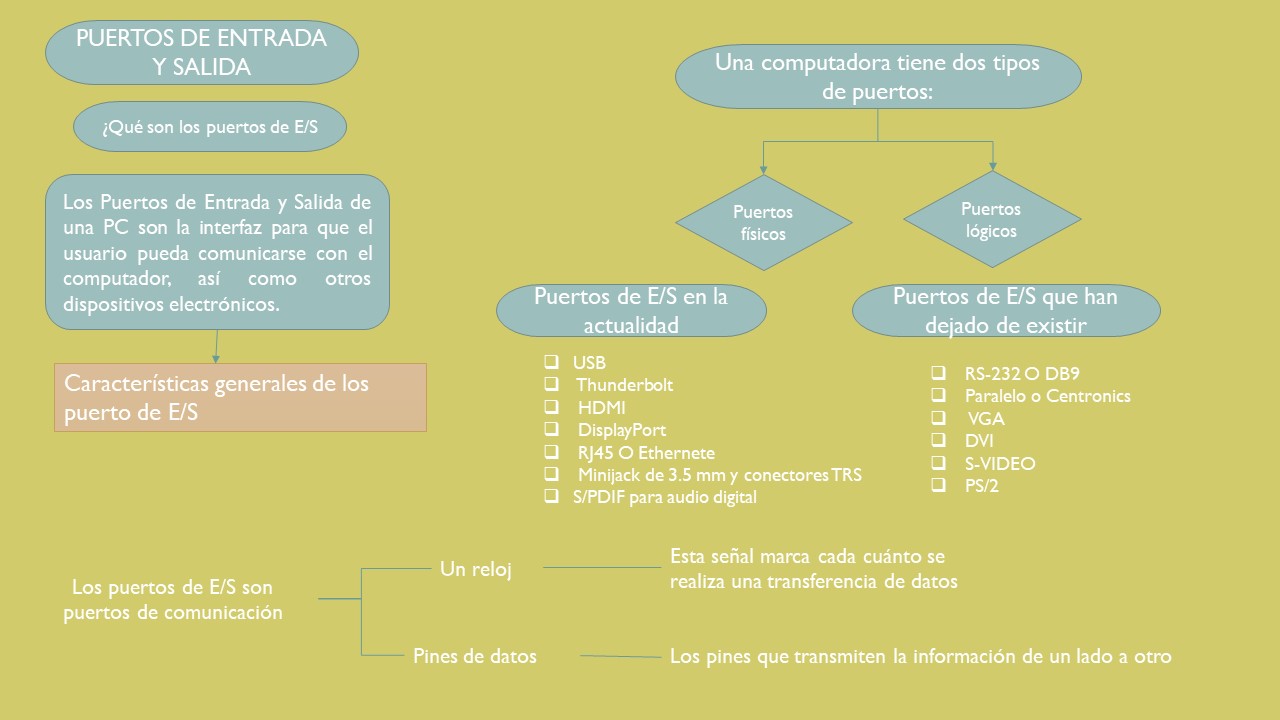 PUERTOS DE ENTRADA
Y SALIDA
¿Qué son los puertos de E/S
Los Puertos de Entrada y Salida de
una PC son la interfaz para que el
usuario pueda comunicarse con el
computador, así como otros
dispositivos electrónicos.
Características generales de los
puerto de E/S
Una computadora tiene dos tipos
de puertos:
Puertos
físicos
Puertos
lógicos
Puertos de E/S en la
actualidad
USB
Thunderbolt
HDMI
DisplayPort
RJ45 O Ethernete
Minijack de 3.5 mm y conectores TRS
S/PDIF para audio digital
Puertos de E/S que han
dejado de existir
RS-232 O DB9
Paralelo o Centronics
VGA
DVI
S-VIDEO
PS/2
Los puertos de E/S son
puertos de comunicación
Un reloj
Esta señal marca cada cuánto se
realiza una transferencia de datos
Pines de datos
Los pines que transmiten la información de un lado a otro